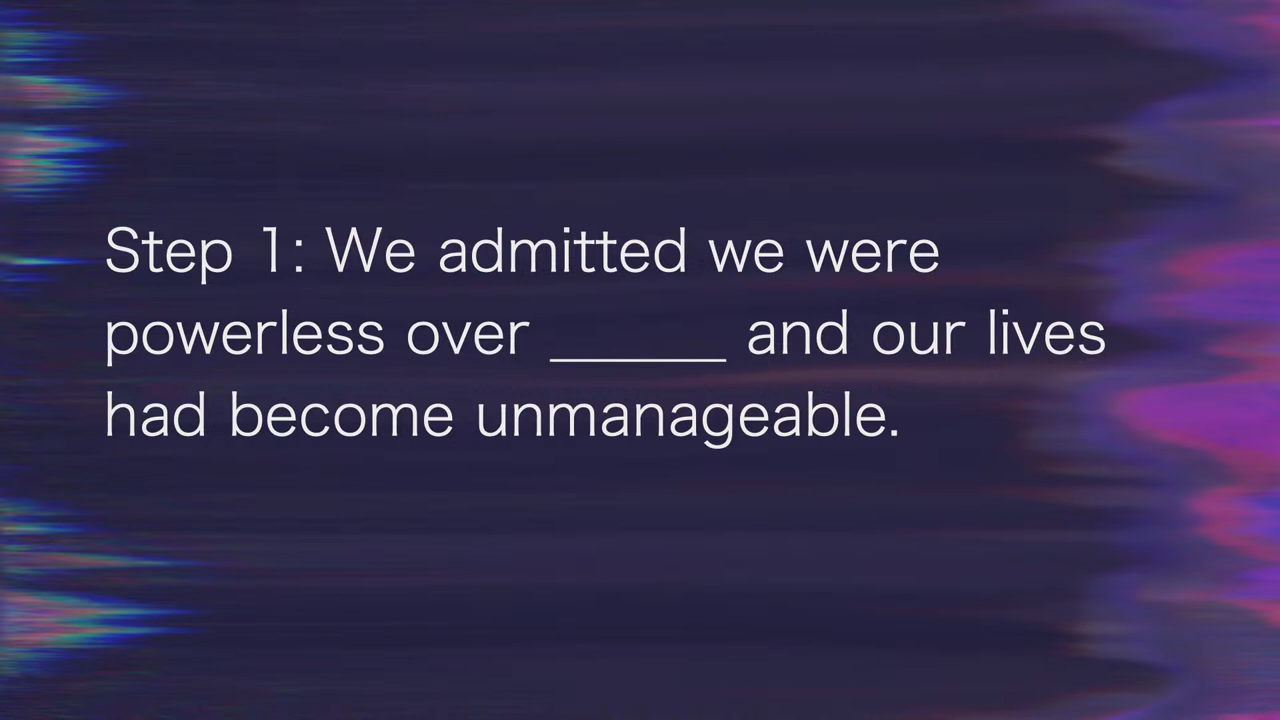 Step 1: We admitted we were
powerless over ______ and our lives
had become unmanageable.